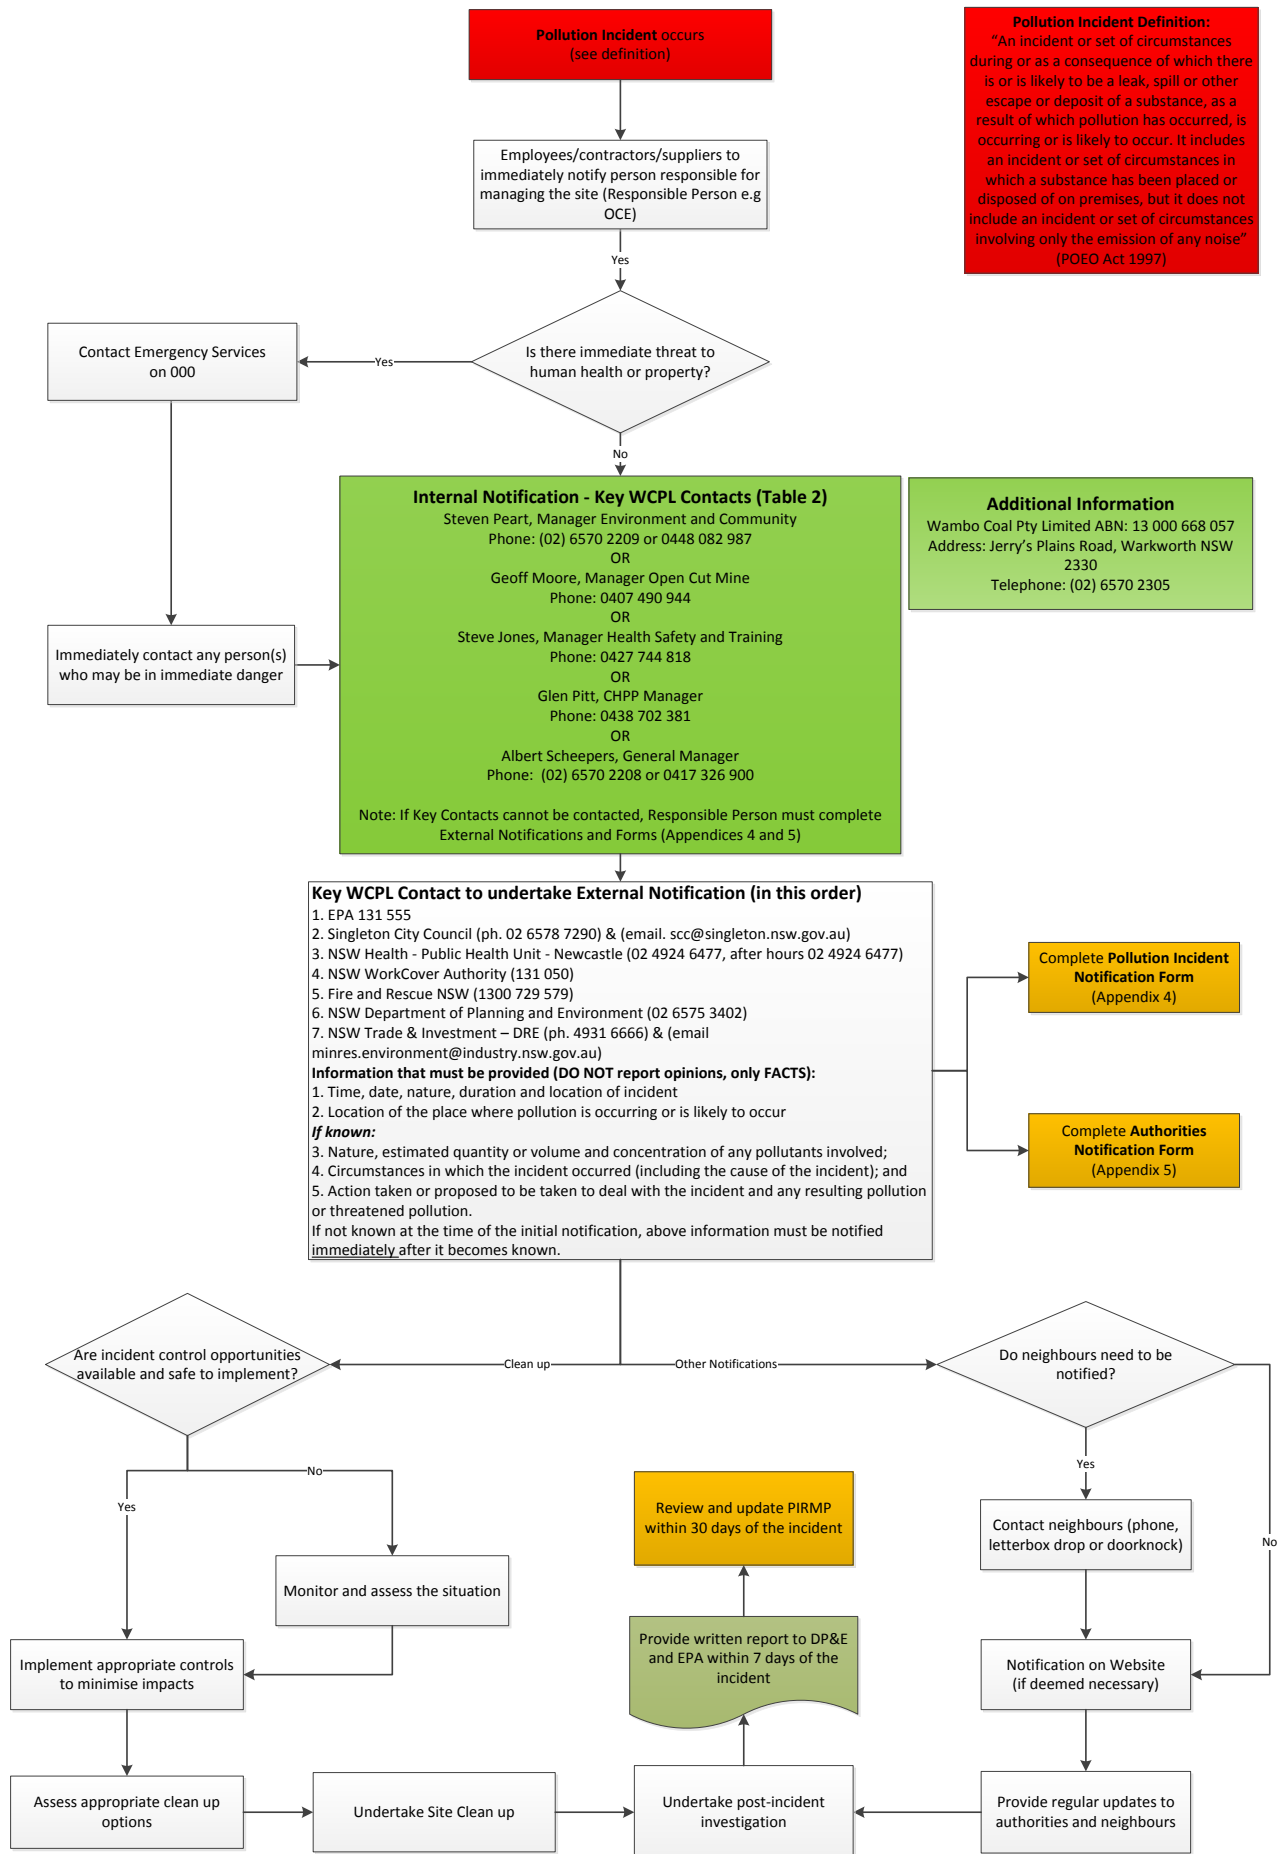 Pollution Incident occurs
(see definition)
Pollution Incident Definition:
“An incident or set of circumstances
during or as a consequence of which there
is or is likely to be a leak, spill or other
escape or deposit of a substance, as a
result of which pollution has occurred, is
occurring or is likely to occur. It includes
an incident or set of circumstances in
which a substance has been placed or
disposed of on premises, but it does not
include an incident or set of circumstances
involving only the emission of any noise”
(POEO Act 1997)
Employees/contractors/suppliers to
immediately notify person responsible for
managing the site (Responsible Person e.g
OCE)
Yes
Is there immediate threat to
human health or property?
Yes
Contact Emergency Services
on 000
No
Immediately contact any person(s)
who may be in immediate danger
Internal Notification - Key WCPL Contacts (Table 2)
Steven Peart, Manager Environment and Community
Phone: (02) 6570 2209 or 0448 082 987
OR
Geoff Moore, Manager Open Cut Mine
Phone: 0407 490 944
OR
Steve Jones, Manager Health Safety and Training
Phone: 0427 744 818
OR
Glen Pitt, CHPP Manager
Phone: 0438 702 381
OR
Albert Scheepers, General Manager
Phone:  (02) 6570 2208 or 0417 326 900
Note: If Key Contacts cannot be contacted, Responsible Person must complete
External Notifications and Forms (Appendices 4 and 5)
Additional Information
Wambo Coal Pty Limited ABN: 13 000 668 057
Address: Jerry’s Plains Road, Warkworth NSW
2330
Telephone: (02) 6570 2305
Key WCPL Contact to undertake External Notification (in this order)
1. EPA 131 555
2. Singleton City Council (ph. 02 6578 7290) & (email. scc@singleton.nsw.gov.au)
3. NSW Health - Public Health Unit - Newcastle (02 4924 6477, after hours 02 4924 6477)
4. NSW WorkCover Authority (131 050)
5. Fire and Rescue NSW (1300 729 579)
6. NSW Department of Planning and Environment (02 6575 3402)
7. NSW Trade & Investment – DRE (ph. 4931 6666) & (email
minres.environment@industry.nsw.gov.au)
Information that must be provided (DO NOT report opinions, only FACTS):
1. Time, date, nature, duration and location of incident
2. Location of the place where pollution is occurring or is likely to occur
If known:
3. Nature, estimated quantity or volume and concentration of any pollutants involved;
4. Circumstances in which the incident occurred (including the cause of the incident); and
5. Action taken or proposed to be taken to deal with the incident and any resulting pollution
or threatened pollution.
If not known at the time of the initial notification, above information must be notified
immediately after it becomes known.
Complete Pollution Incident
Notification Form
(Appendix 4)
Complete Authorities
Notification Form
(Appendix 5)
Are incident control opportunities
available and safe to implement?
Clean up
Other Notifications
Do neighbours need to be
notified?
No
Yes
Yes
No
Review and update PIRMP
within 30 days of the incident
Contact neighbours (phone,
letterbox drop or doorknock)
Monitor and assess the situation
Provide written report to DP&E
and EPA within 7 days of the
incident
Implement appropriate controls
to minimise impacts
Notification on Website
(if deemed necessary)
Assess appropriate clean up
options
Undertake Site Clean up
Undertake post-incident
investigation
Provide regular updates to
authorities and neighbours